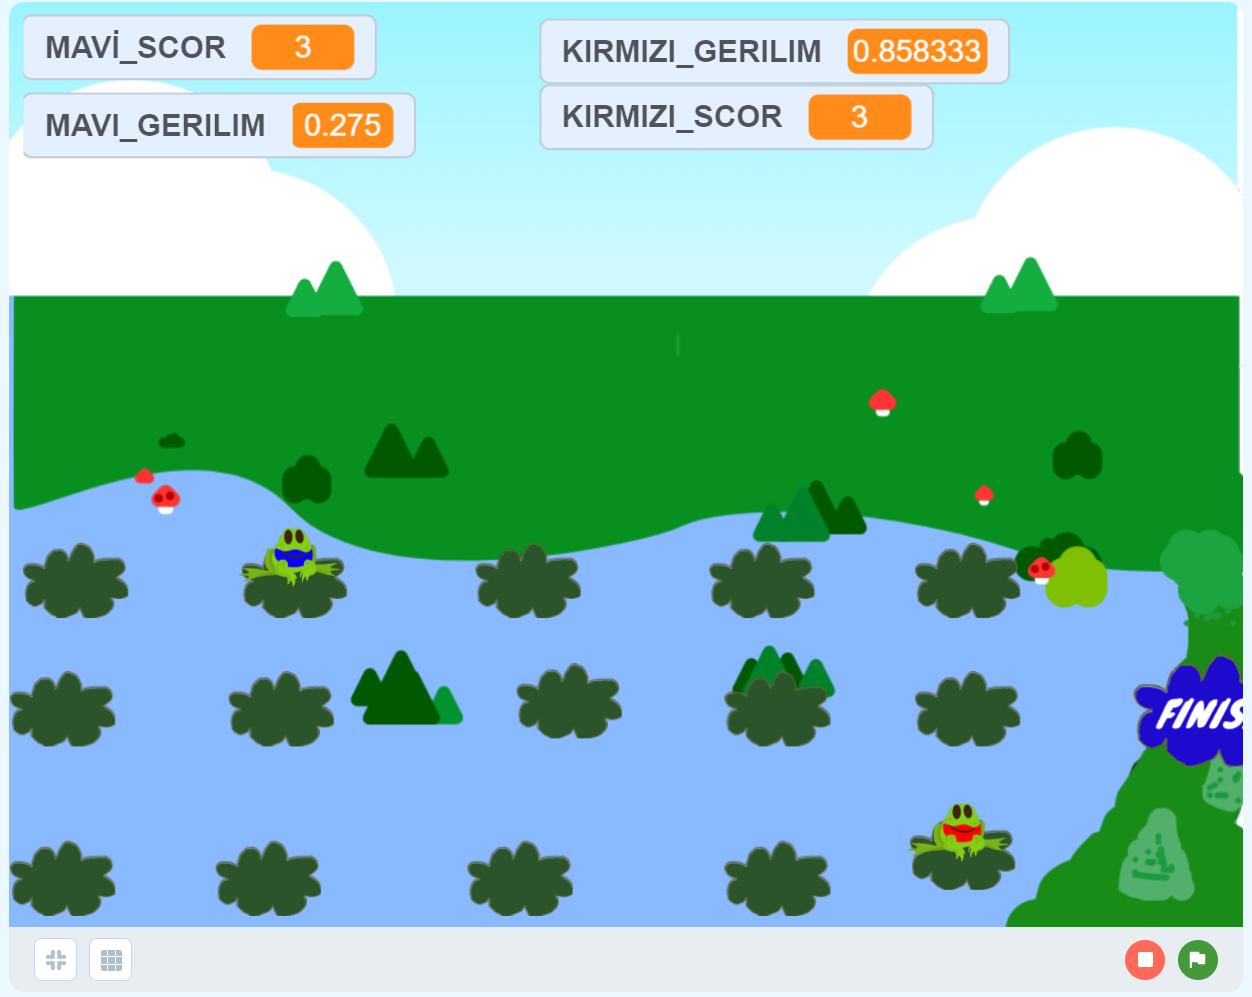 MAVİ_SCOR 3
MAVI_GERILIM 0.275
KIRMIZI_GERILIM 0.858333
KIRMIZI_SCOR 3
FINIS